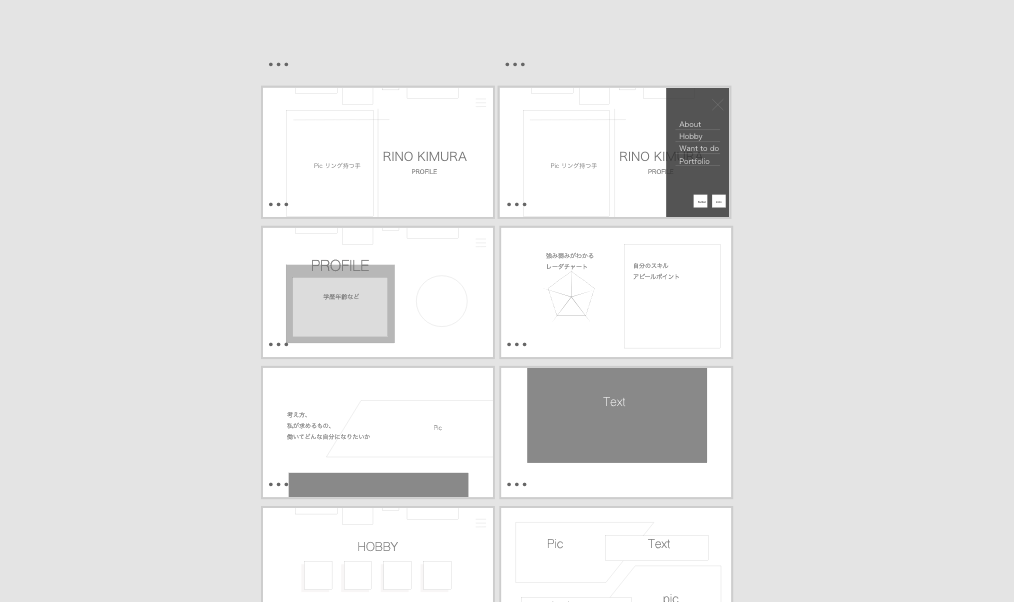 Pic リング持つ手
RINO KIMURA
PROFILE
Pic リング持つ手
RINO KIMURA
PROFILE
About
Hobby
Want to do
Portfolio
PROFILE
学歴年齢など
強み弱みがわかる
レーダチャート
自分のスキル
アピールポイント
考え方。
私が求めるもの。
働いてどんな自分になりたいか
Pic
Text
HOBBY
Pic
Text
pic